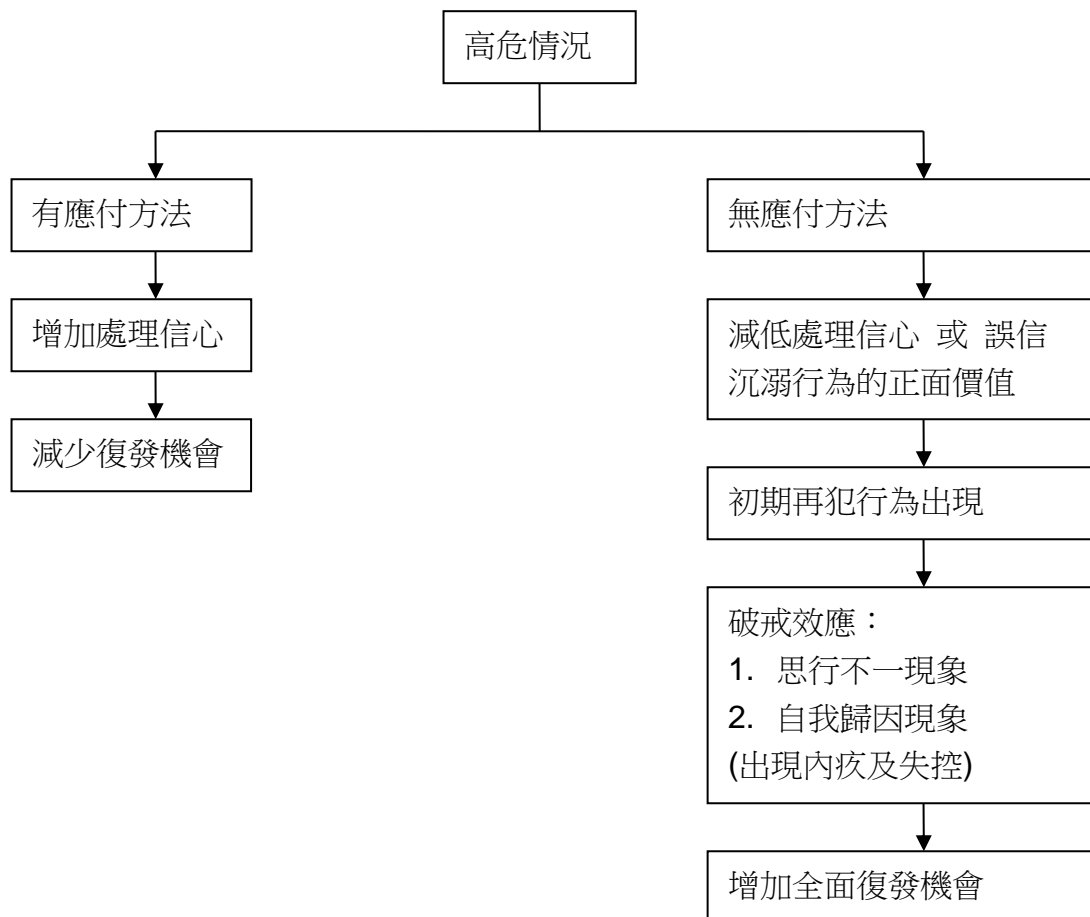 高危情況
有應付方法
增加處理信心
減少復發機會
無應付方法
減低處理信心 或 誤信
沉溺行為的正面價值
初期再犯行為出現
破戒效應：
1. 思行不一現象
2. 自我歸因現象
(出現內疚及失控)
增加全面復發機會